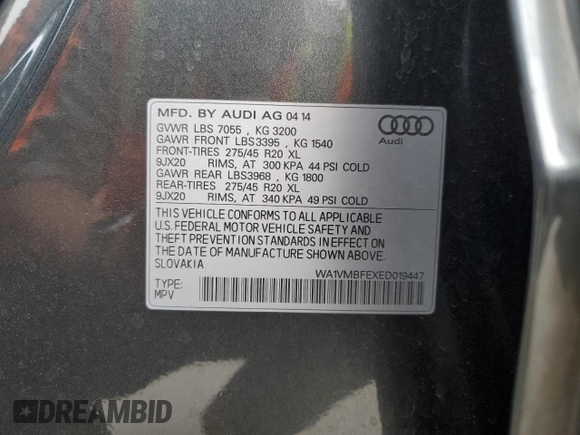 MFD. BY AUDI AG 04 14
GVWR LBS 7055 , KG 3200
GAWR FRONT LBS3395 , KG 1540
FRONT-TIRES 275/45 R20 XL
9JX20 RIMS, AT 300 KPA 44 PSI COLD
GAWR REAR LBS3968 , KG 1800
REAR-TIRES 275/45 R20 XL
9JX20 RIMS, AT 340 KPA 49 PSI COLD
THIS VEHICLE CONFORMS TO ALL APPLICABLE
U.S. FEDERAL MOTOR VEHICLE SAFETY AND
THEFT PREVENTION STANDARDS IN EFFECT ON
THE DATE OF MANUFACTURE SHOWN ABOVE.
SLOVAKIA
WA1VMBFEXED019447
TYPE:
MPV
Audi
DREAMBID